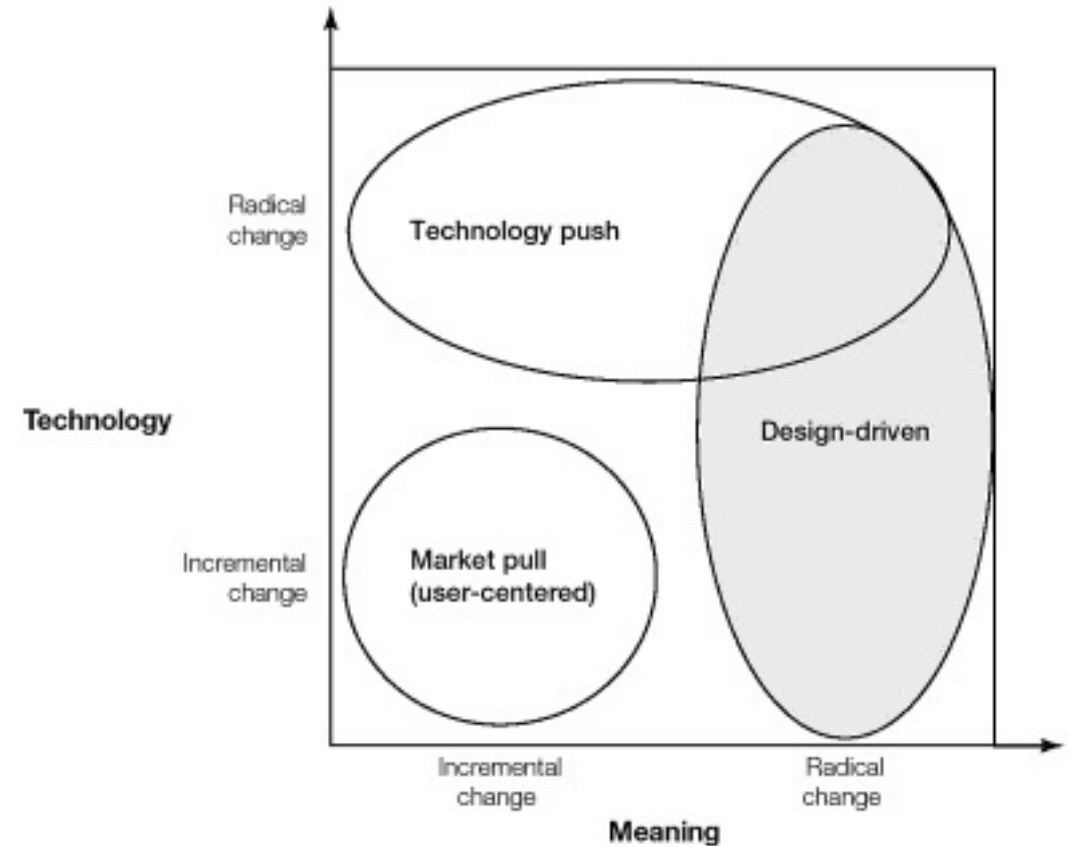 Radical
change
Technology push
Technology
Design-driven
Incremental
change
Market pull
(user-centered)
Incremental
change
Radical
change
Meaning